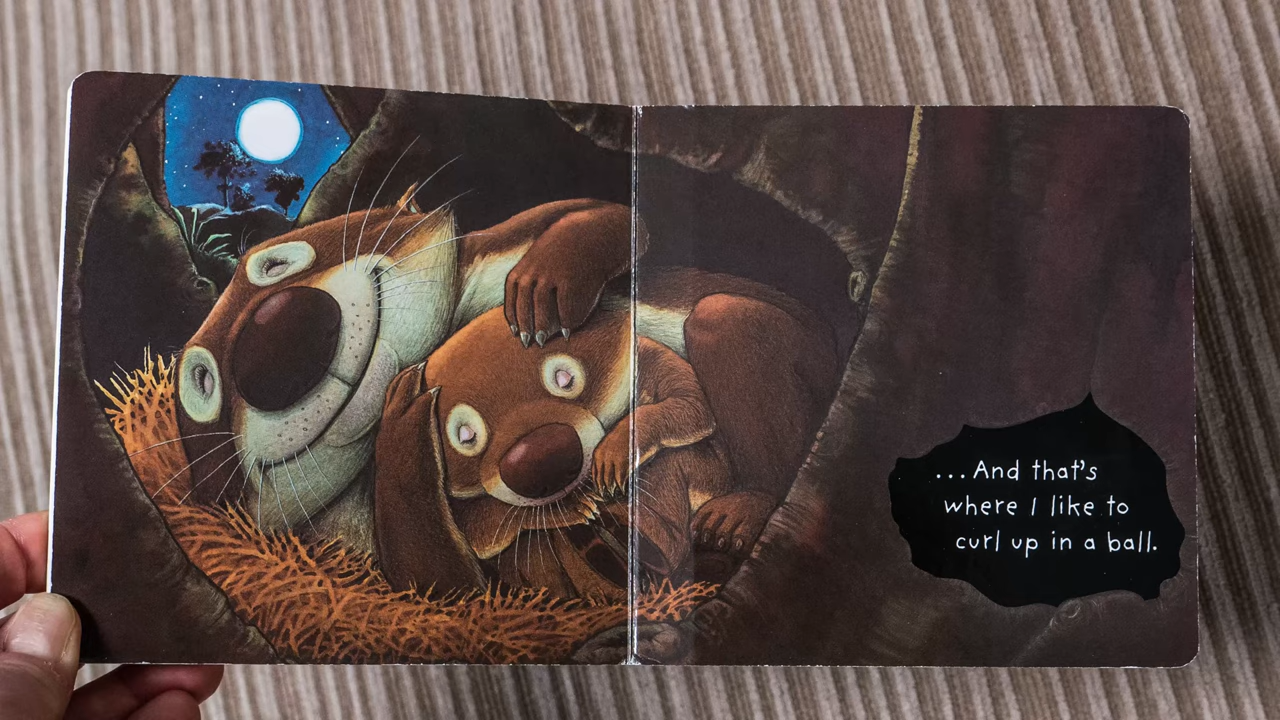 ...And that's
where I like to
curl up in a ball.